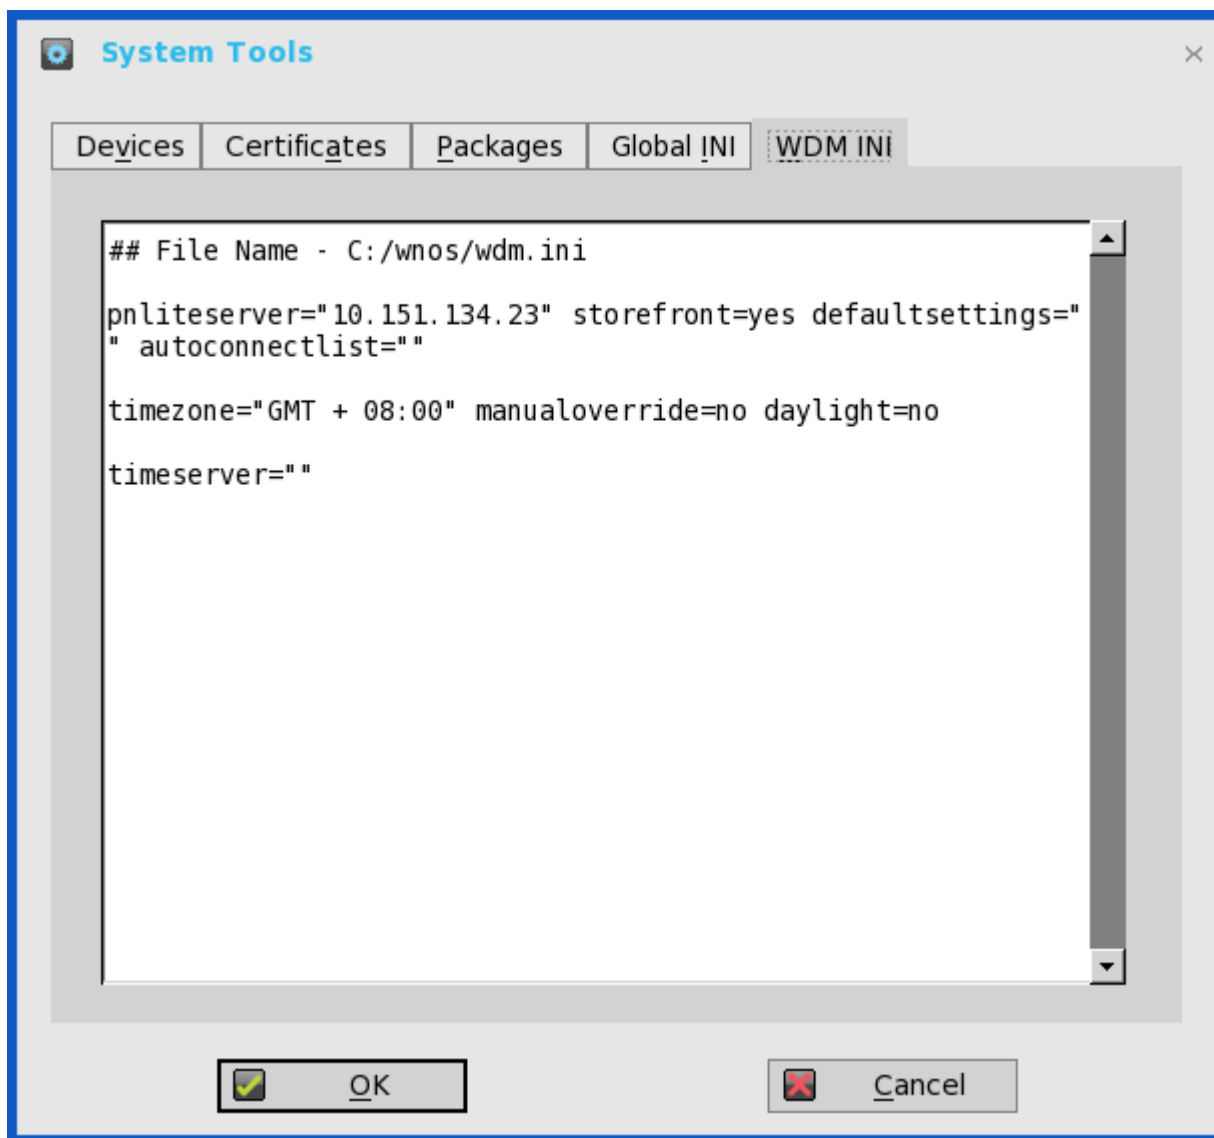 System Tools
Devices Certificates Packages Global INI WDM INI
## File Name - C:/wnos/wdm.ini
pnliteserver="10.151.134.23" storefront=yes defaultsettings="
" autoconnectlist=""
timezone="GMT + 08:00" manualoverride=no daylight=no
timeserver=""
OK Cancel